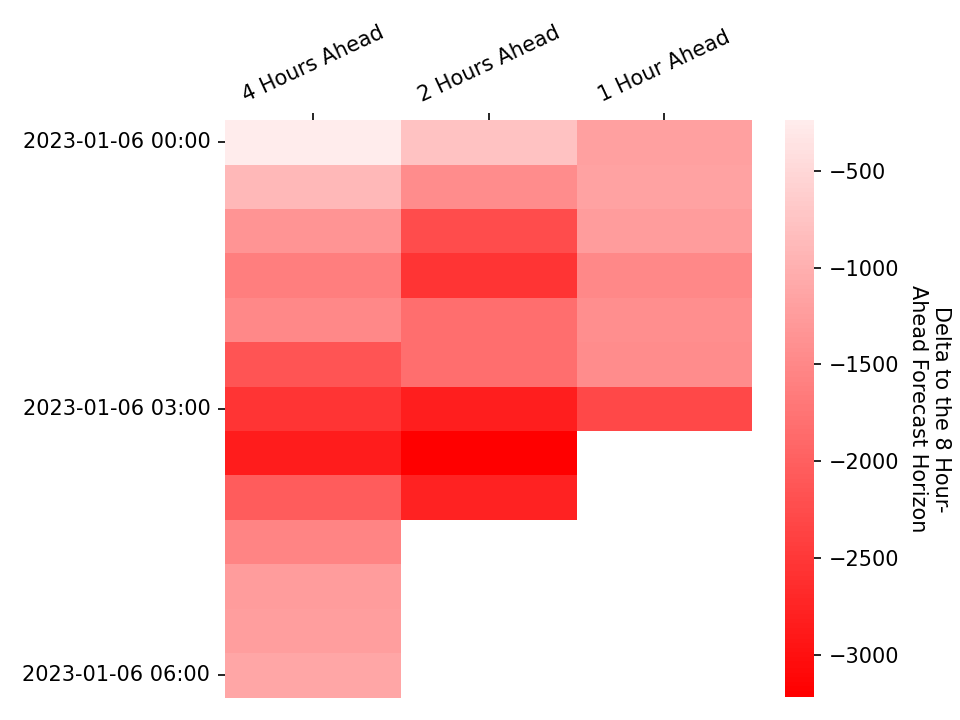 4 Hours Ahead
2 Hours Ahead
1 Hour Ahead
2023-01-06 00:00
2023-01-06 03:00
2023-01-06 06:00
−500
−1000
−1500
−2000
−2500
−3000
Delta to the 8 Hour-
Ahead Forecast Horizon